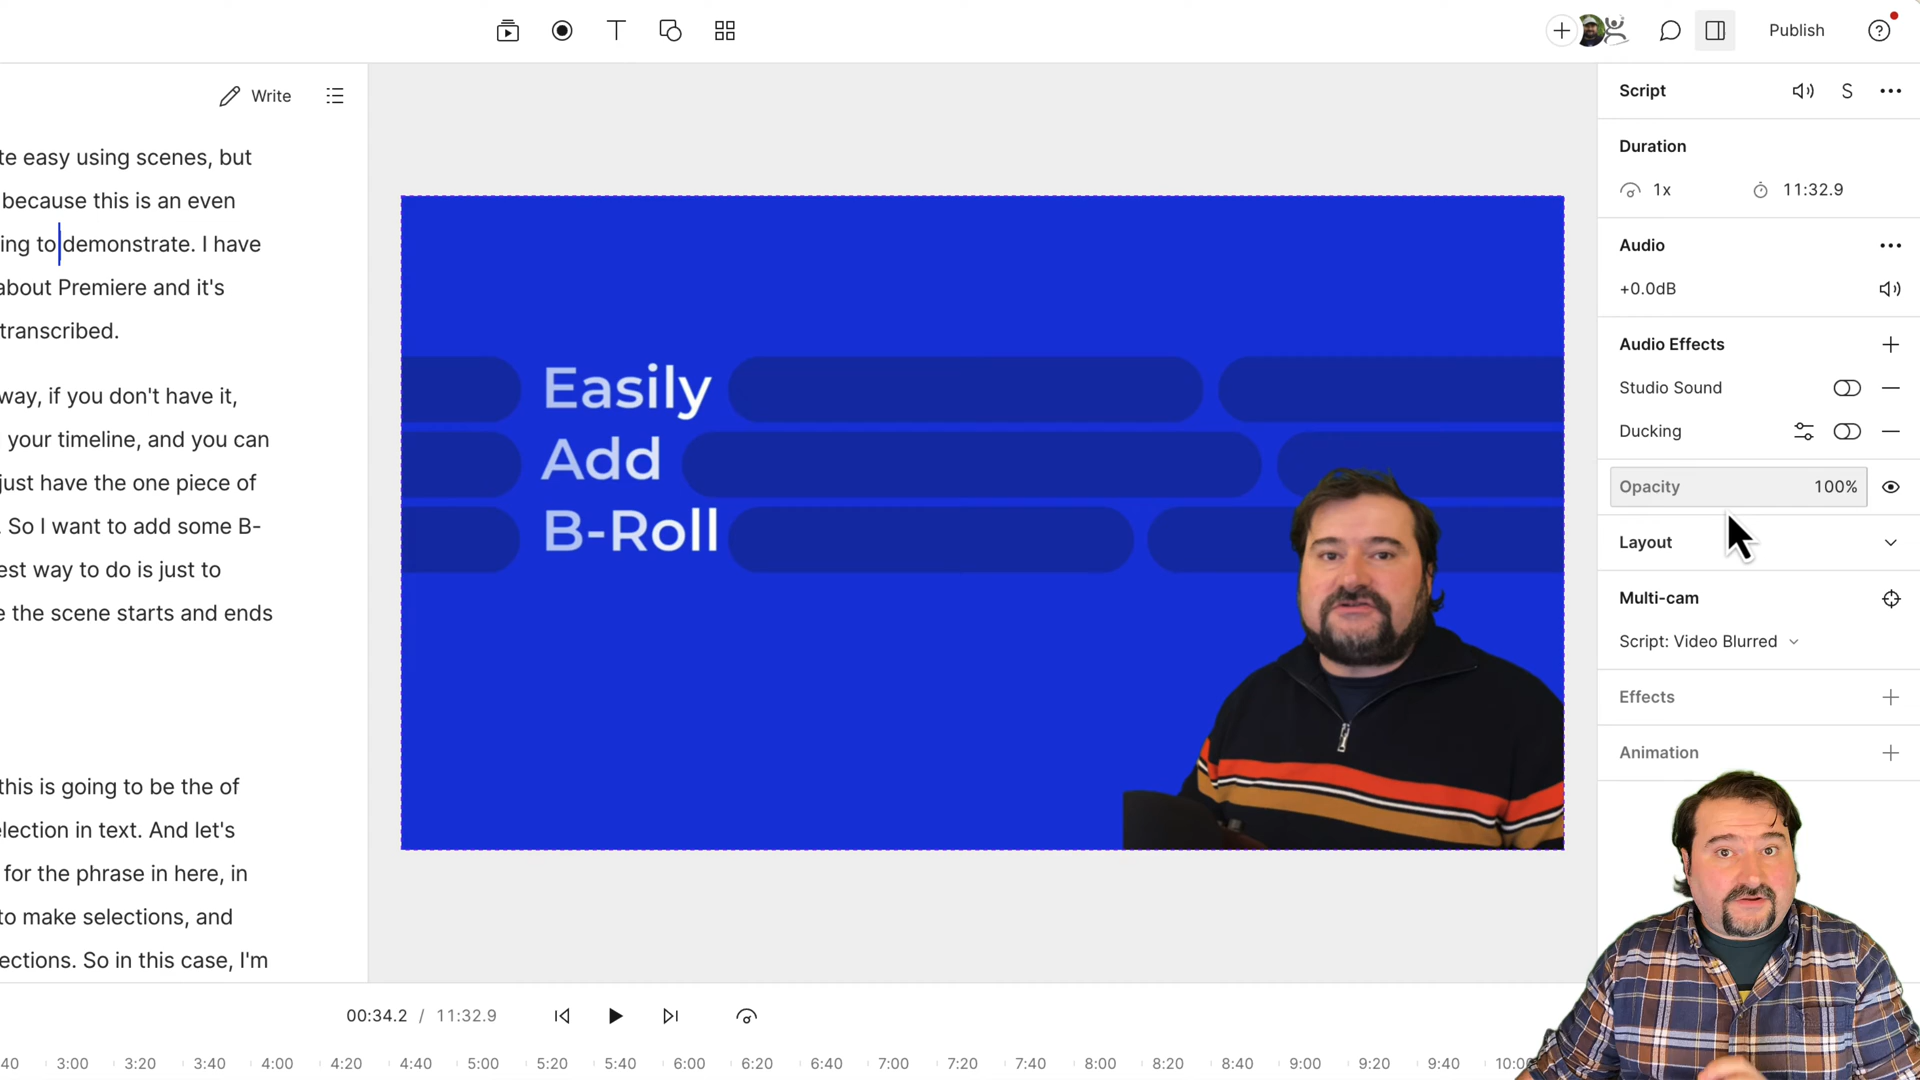 Publish
Write
te easy using scenes, but
because this is an even
ing to demonstrate. I have
about Premiere and it's
transcribed.
way, if you don't have it,
your timeline, and you can
just have the one piece of
. So I want to add some B-
est way to do is just to
e the scene starts and ends
this is going to be the of
election in text. And let's
for the phrase in here, in
to make selections, and
ections. So in this case, I'm
Easily
Add
B-Roll
Script
S
Duration
1x
11:32.9
Audio
+0.0dB
Audio Effects
Studio Sound
Ducking
Opacity 100%
Layout
Multi-cam
Script: Video Blurred
Effects
Animation
00:34.2 / 11:32.9
:40 3:00 3:20 3:40 4:00 4:20 4:40 5:00 5:20 5:40 6:00 6:20 6:40 7:00 7:20 7:40 8:00 8:20 8:40 9:00 9:20 9:40 10:00